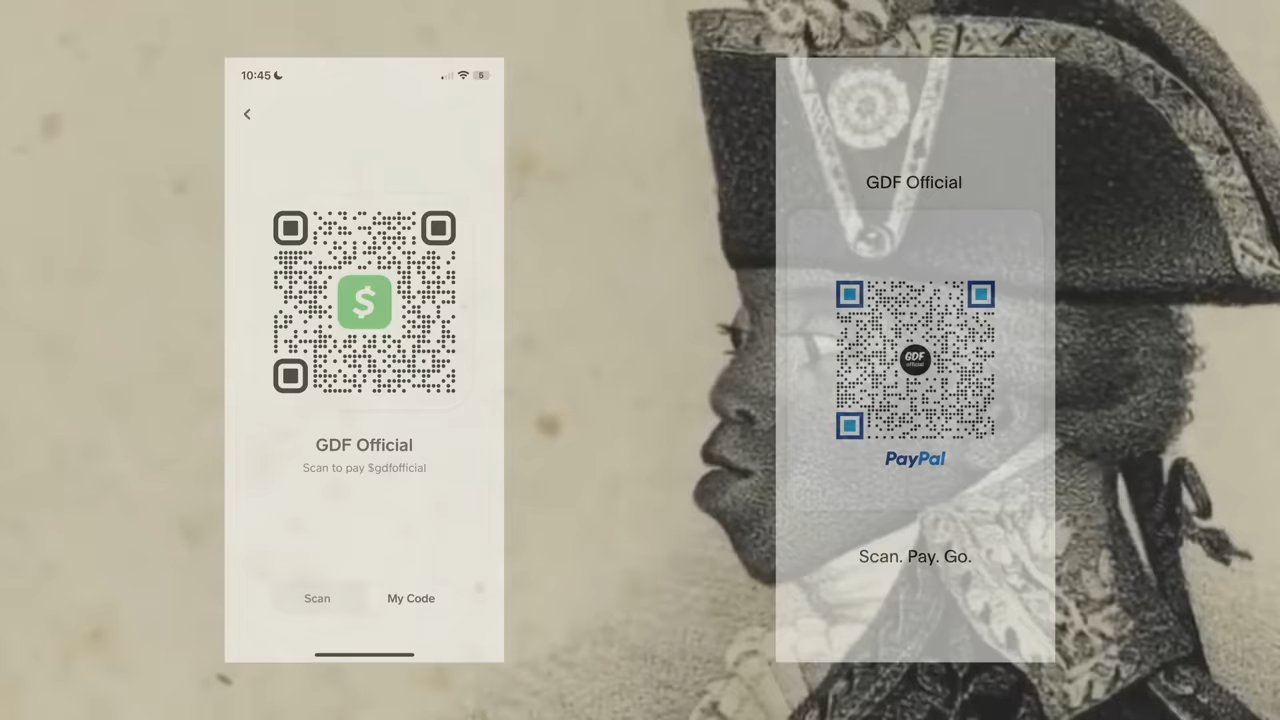 10:45
5
$
GDF Official
Scan to pay $gdfofficial
Scan
My Code
GDF Official
GDF
official
PayPal
Scan. Pay. Go.